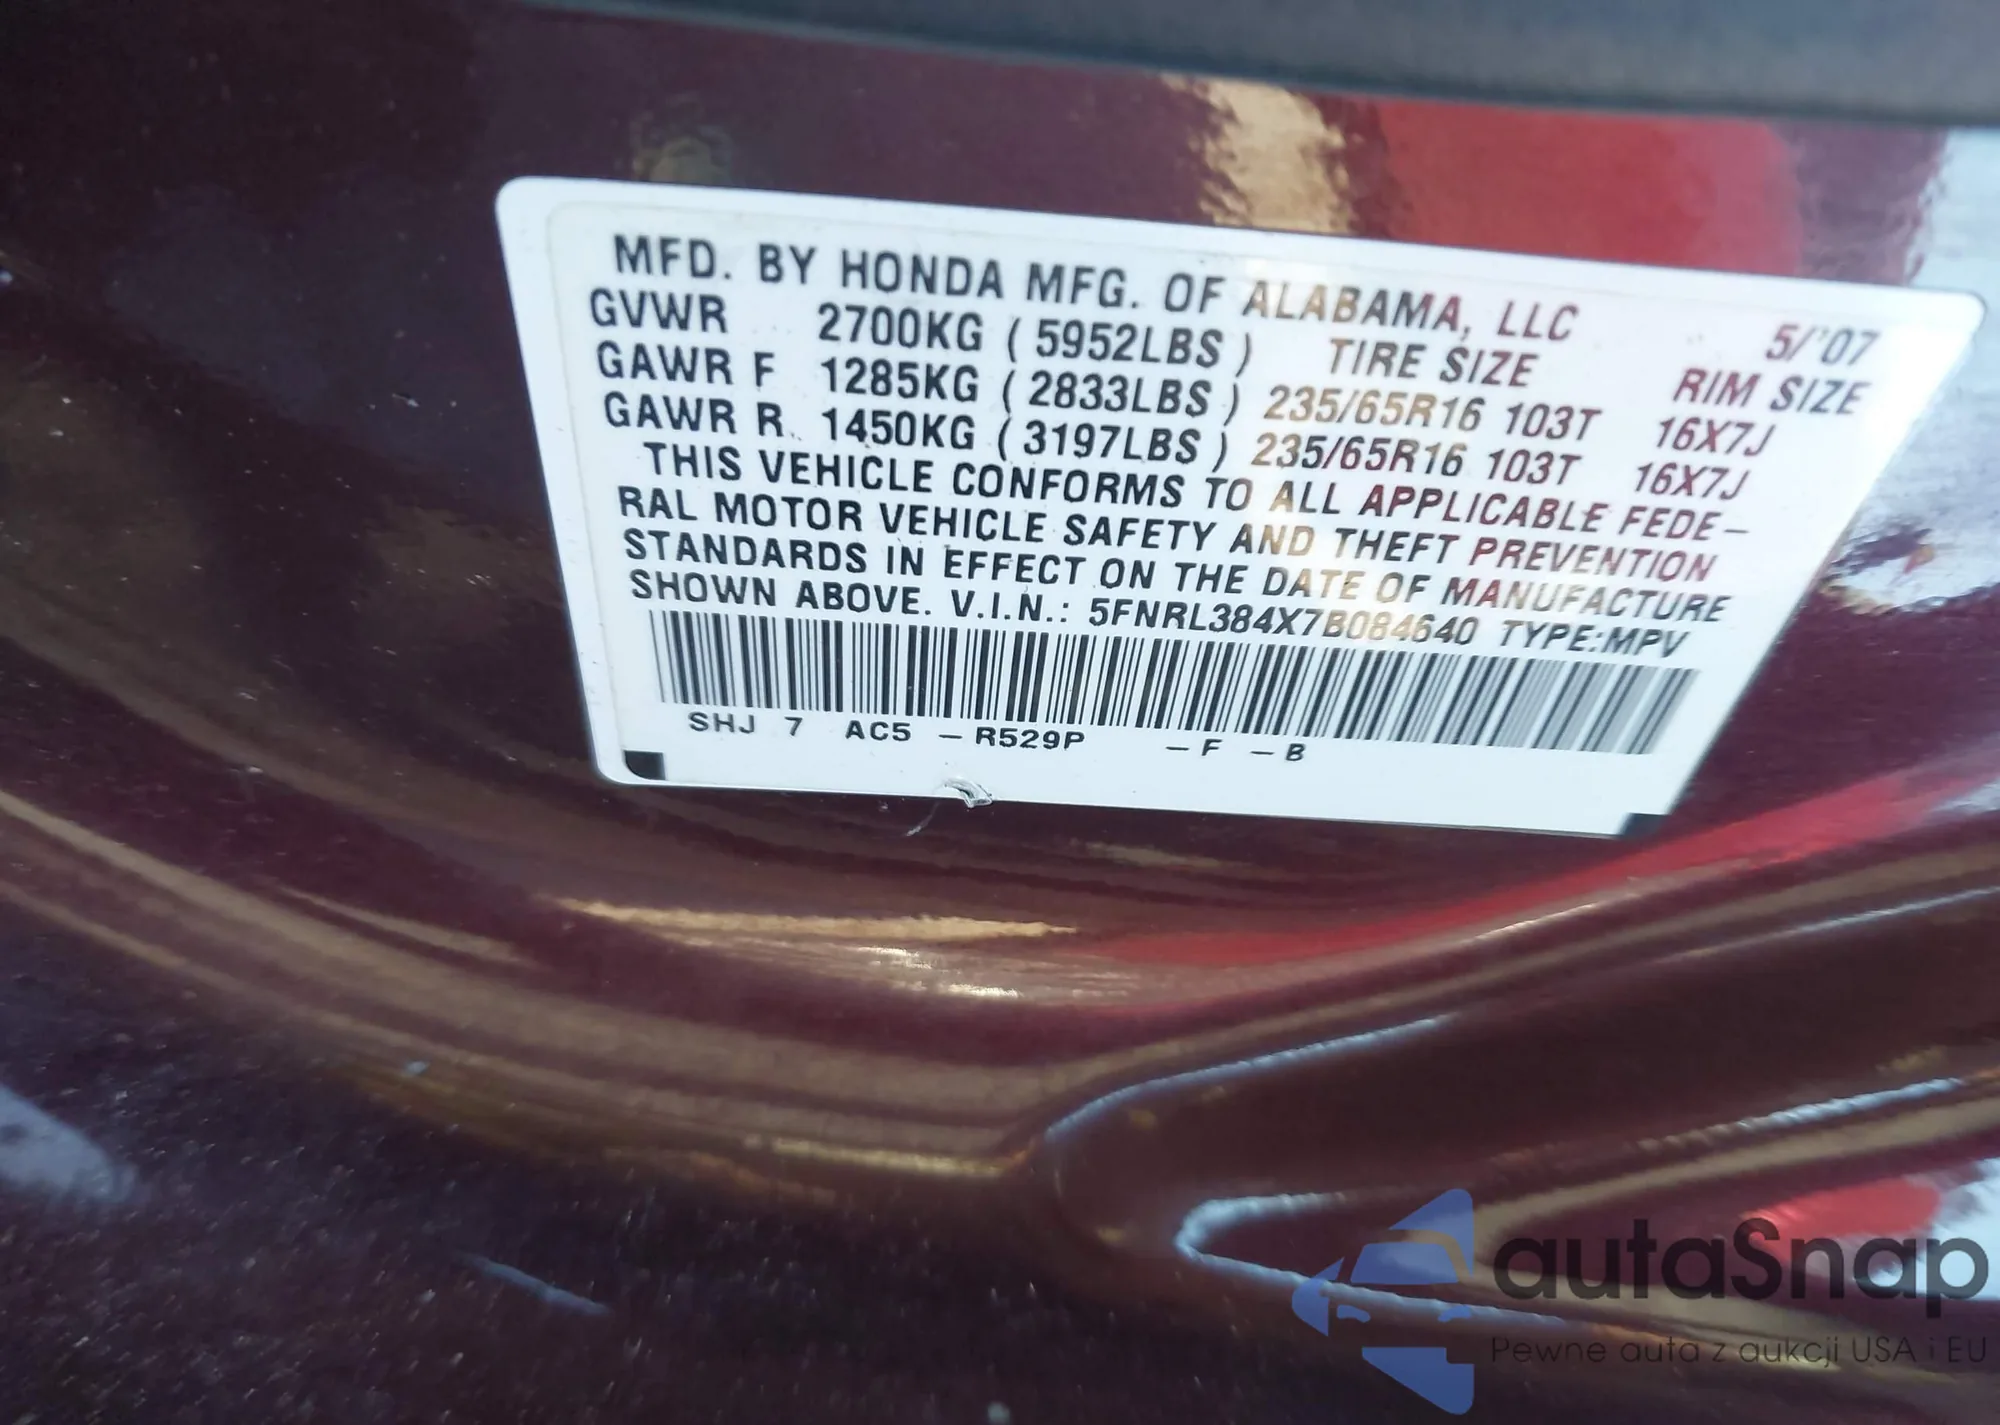 MFD. BY HONDA MFG. OF ALABAMA, LLC 5/'07
GVWR 2700KG ( 5952LBS ) TIRE SIZE RIM SIZE
GAWR F 1285KG ( 2833LBS ) 235/65R16 103T 16X7J
GAWR R 1450KG ( 3197LBS ) 235/65R16 103T 16X7J
THIS VEHICLE CONFORMS TO ALL APPLICABLE FEDE-
RAL MOTOR VEHICLE SAFETY AND THEFT PREVENTION
STANDARDS IN EFFECT ON THE DATE OF MANUFACTURE
SHOWN ABOVE. V.I.N.: 5FNRL384X7B084640 TYPE:MPV
SHJ 7 AC5 - R529P - F - B
autaSnap
Pewne auta z aukcji USA i EU